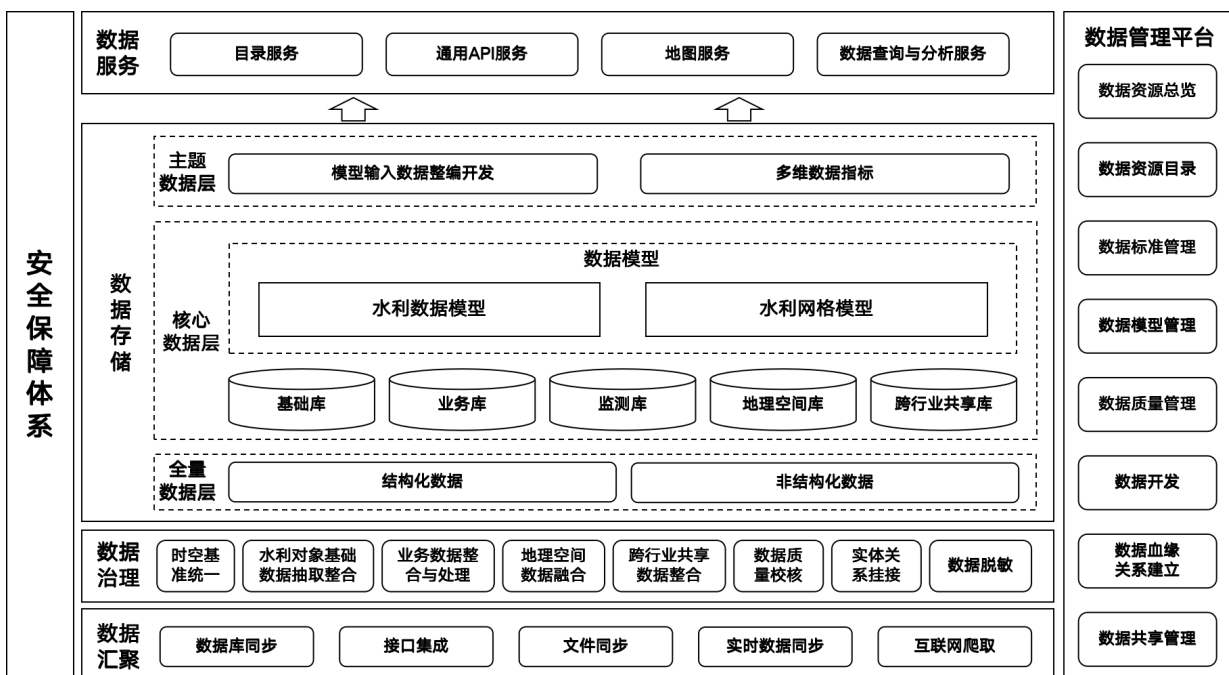 安全保障体系
数据
服务
目录服务
通用API服务
地图服务
数据查询与分析服务
数据存储
主题
数据层
模型输入数据整编开发
多维数据指标
核心
数据层
数据模型
水利数据模型
水利网格模型
基础库
业务库
监测库
地理空间库
跨行业共享库
全量
数据层
结构化数据
非结构化数据
数据
治理
时空基
准统一
水利对象基础
数据抽取整合
业务数据整
合与处理
地理空间
数据融合
跨行业共享
数据整合
数据质
量校核
实体关
系挂接
数据脱敏
数据
汇聚
数据库同步
接口集成
文件同步
实时数据同步
互联网爬取
数据管理平台
数据资源总览
数据资源目录
数据标准管理
数据模型管理
数据质量管理
数据开发
数据血缘
关系建立
数据共享管理